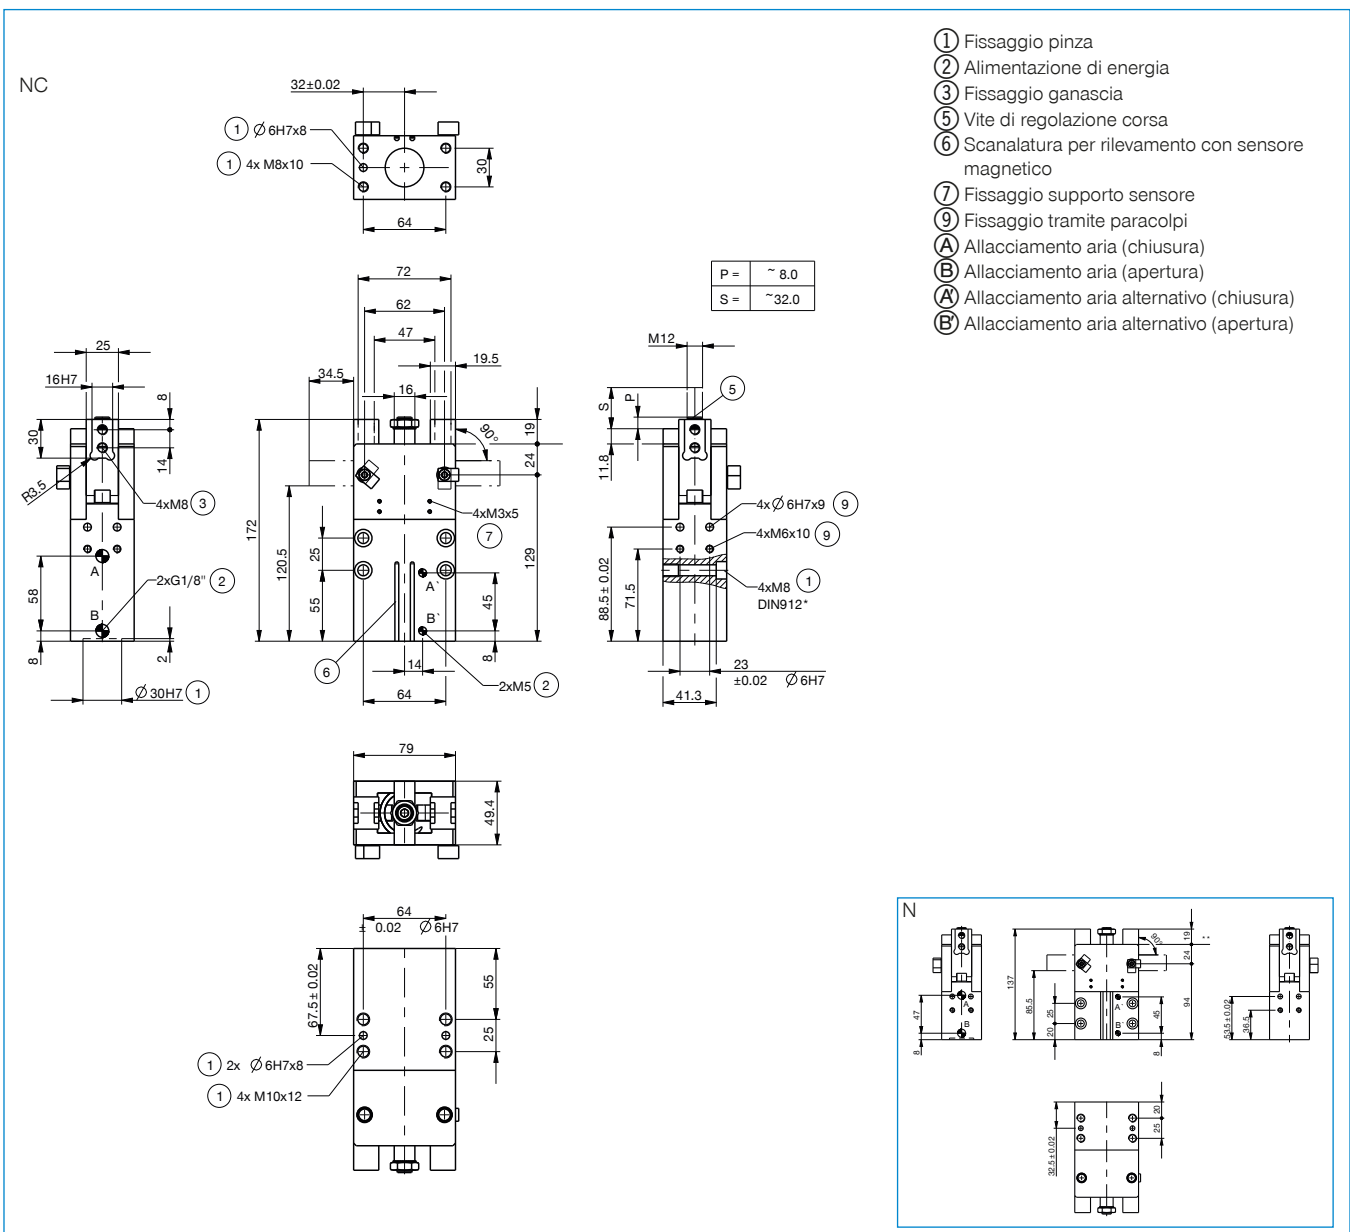 NC
① Fissaggio pinza
② Alimentazione di energia
③ Fissaggio ganascia
⑤ Vite di regolazione corsa
⑥ Scanalatura per rilevamento con sensore
magnetico
⑦ Fissaggio supporto sensore
⑨ Fissaggio tramite paracolpi
Ⓐ Allacciamento aria (chiusura)
Ⓑ Allacciamento aria (apertura)
A' Allacciamento aria alternativo (chiusura)
B' Allacciamento aria alternativo (apertura)
32±0.02
① Ø 6H7x8
① 4x M8x10
30
64
P = ~ 8.0
S = ~32.0
25
16H7
8
30
14
R3.5
4xM8 ③
A
58
2xG1/8" ②
B
8
2
Ø 30H7 ①
72
62
47
19.5
34.5
16
90°
19
24
4xM3x5
⑦
172
120.5
25
55
129
A`
45
B`
8
⑥
14
2xM5 ②
64
M12
⑤
S
P
11.8
4x Ø 6H7x9 ⑨
4xM6x10 ⑨
4xM8 ①
DIN912*
88.5±0.02
71.5
23
±0.02 Ø 6H7
41.3
79
49.4
64
± 0.02 Ø 6H7
67.5±0.02
55
25
① 2x Ø 6H7x8
① 4x M10x12
N
A
47
B
8
137
85.5
25
20
90°
19
24
94
A`
45
B`
8
53.5±0.02
36.5
32.5±0.02
20
25